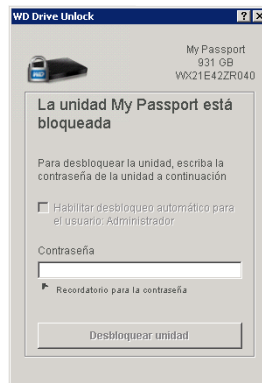 WD Drive Unlock
My Passport
931 GB
WX21E42ZR040
WD
La unidad My Passport está
bloqueada
Para desbloquear la unidad, escriba la
contraseña de la unidad a continuación
Habilitar desbloqueo automático para
el usuario: Administrador
Contraseña
Recordatorio para la contraseña
Desbloquear unidad